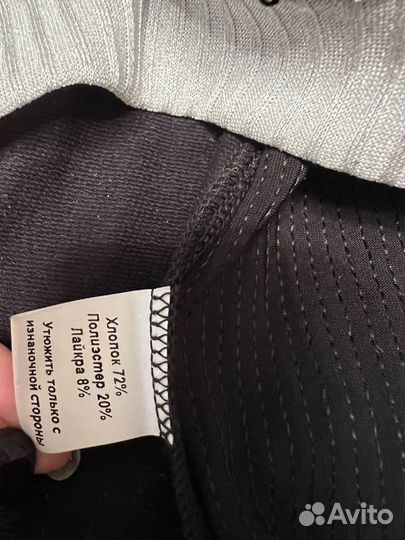 Хлопок 72%
Полиэстер 20%
Лайкра 8%
Утюжить только с
изнаночной стороны
Avito